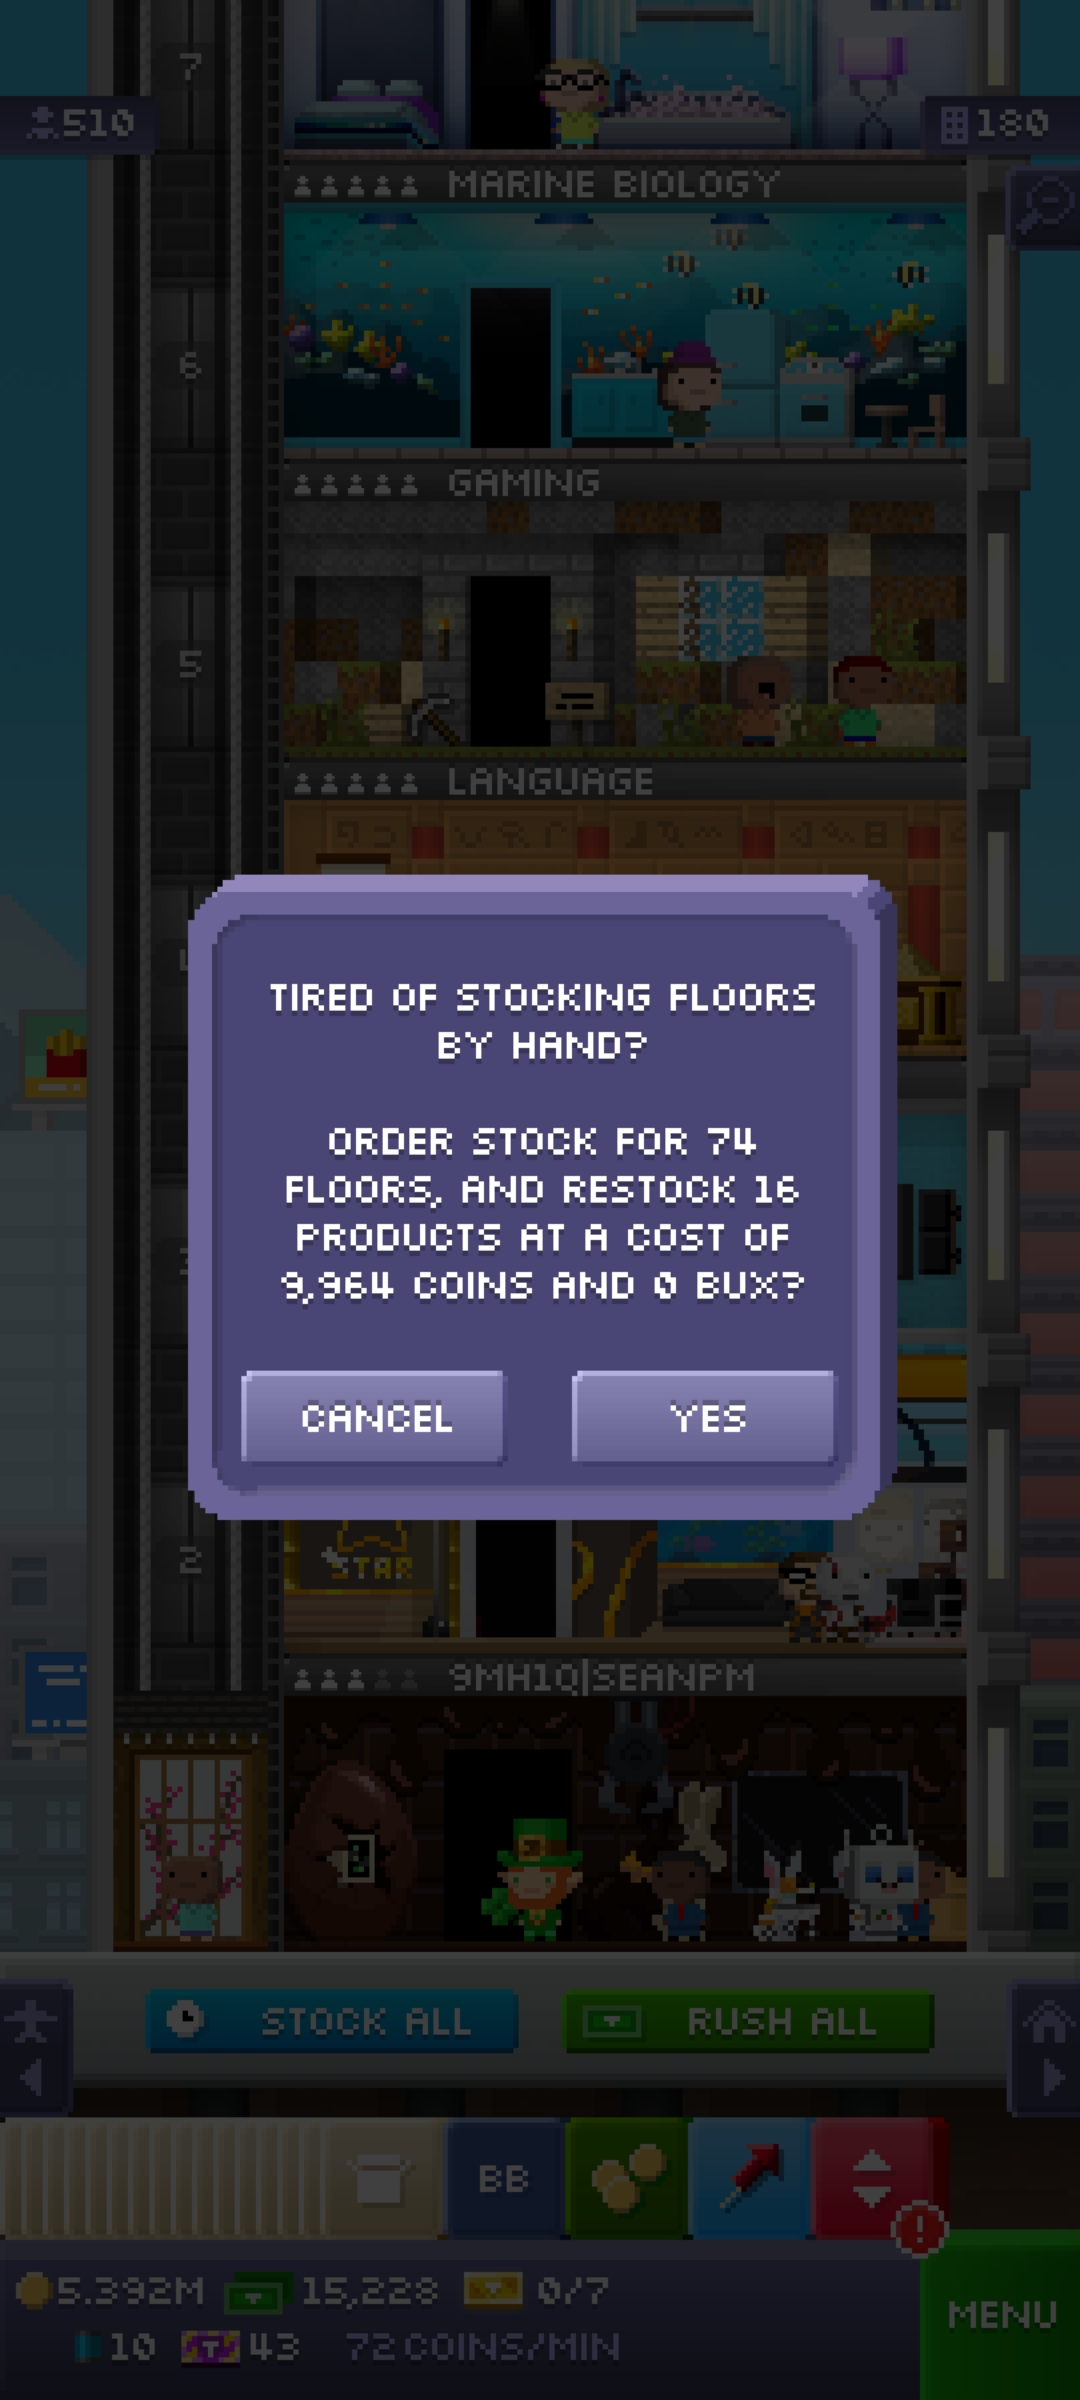 7
510
180
MARINE BIOLOGY
6
GAMING
5
LANGUAGE
TIRED OF STOCKING FLOORS
BY HAND?
ORDER STOCK FOR 74
FLOORS, AND RESTOCK 16
PRODUCTS AT A COST OF
9,964 COINS AND 0 BUX?
CANCEL
YES
2
STAR
9MH1Q|SEANPM
STOCK ALL
RUSH ALL
BB
5.392M
15,228
0/7
MENU
10
43
72 COINS/MIN